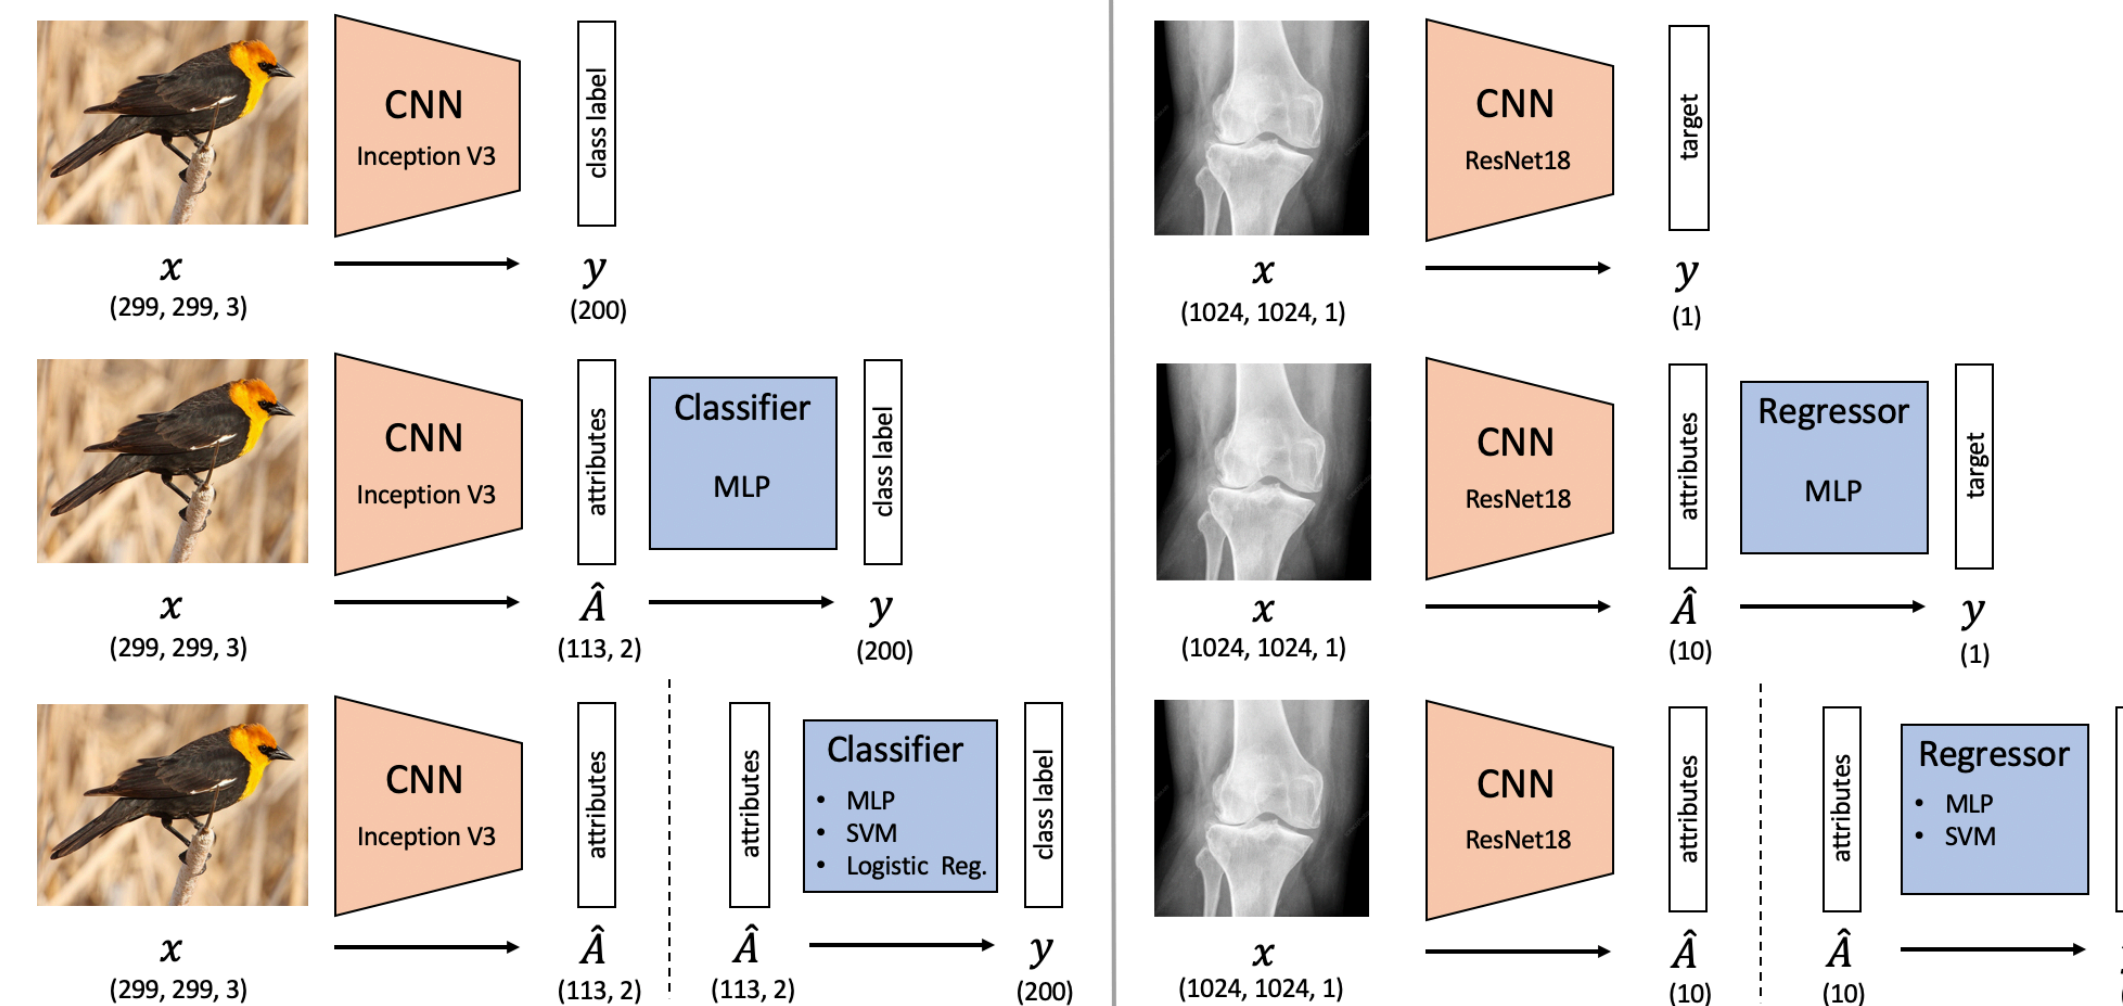 CNN
Inception V3
class label
x
y
(299, 299, 3)
(200)
CNN
Inception V3
attributes
Classifier
MLP
class label
x
Â
y
(299, 299, 3)
(113, 2)
(200)
CNN
Inception V3
attributes
attributes
Classifier
• MLP
• SVM
• Logistic Reg.
class label
x
Â
Â
y
(299, 299, 3)
(113, 2)
(113, 2)
(200)
CNN
ResNet18
target
x
y
(1024, 1024, 1)
(1)
CNN
ResNet18
attributes
Regressor
MLP
target
x
Â
y
(1024, 1024, 1)
(10)
(1)
CNN
ResNet18
attributes
attributes
Regressor
• MLP
• SVM
x
Â
Â
(1024, 1024, 1)
(10)
(10)